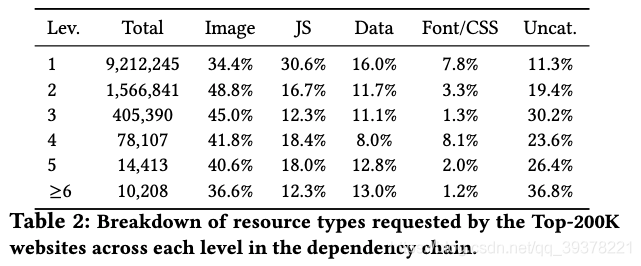 Lev. Total Image JS Data Font/CSS Uncat.
1 9,212,245 34.4% 30.6% 16.0% 7.8% 11.3%
2 1,566,841 48.8% 16.7% 11.7% 3.3% 19.4%
3 405,390 45.0% 12.3% 11.1% 1.3% 30.2%
4 78,107 41.8% 18.4% 8.0% 8.1% 23.6%
5 14,413 40.6% 18.0% 12.8% 2.0% 26.4%
≥6 10,208 36.6% 12.3% 13.0% 1.2% 36.8%
Table 2: Breakdown of resource types requested by the Top-200K
websites across each level in the dependency chain.
csdn.net/qq_39378221